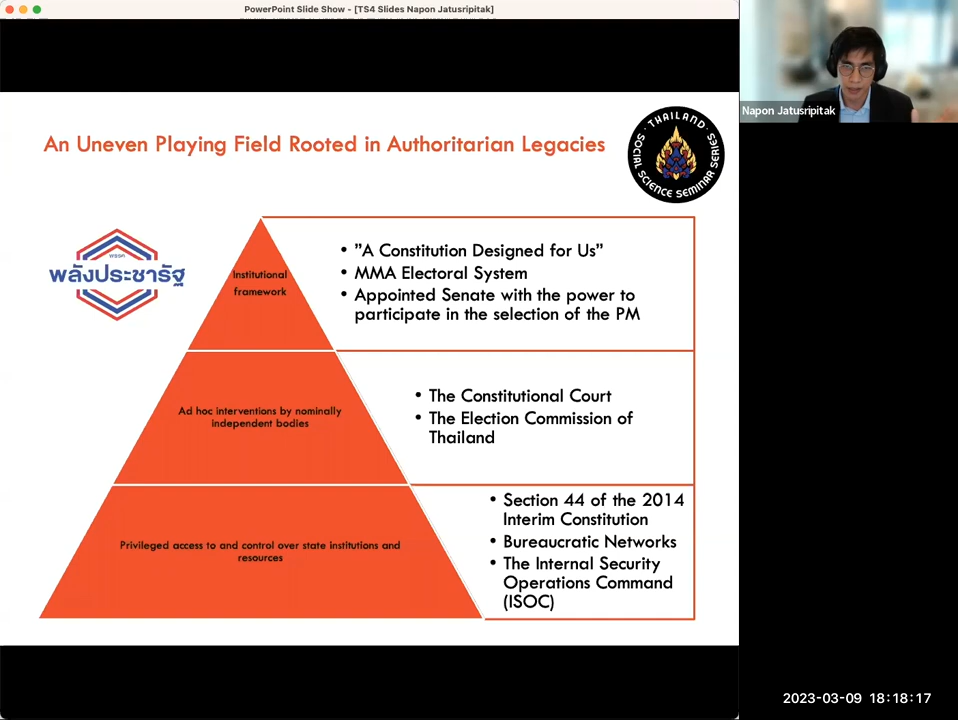 PowerPoint Slide Show - [TS4 Slides Napon Jatusripitak]
Napon Jatusripitak
An Uneven Playing Field Rooted in Authoritarian Legacies
· THAILAND ·
SOCIAL SCIENCE SEMINAR SERIES
พรรค
พลังประชารัฐ
Institutional
framework
• ”A Constitution Designed for Us”
• MMA Electoral System
• Appointed Senate with the power to
participate in the selection of the PM
Ad hoc interventions by nominally
independent bodies
• The Constitutional Court
• The Election Commission of
Thailand
Privileged access to and control over state institutions and
resources
• Section 44 of the 2014
Interim Constitution
• Bureaucratic Networks
• The Internal Security
Operations Command
(ISOC)
2023-03-09 18:18:17